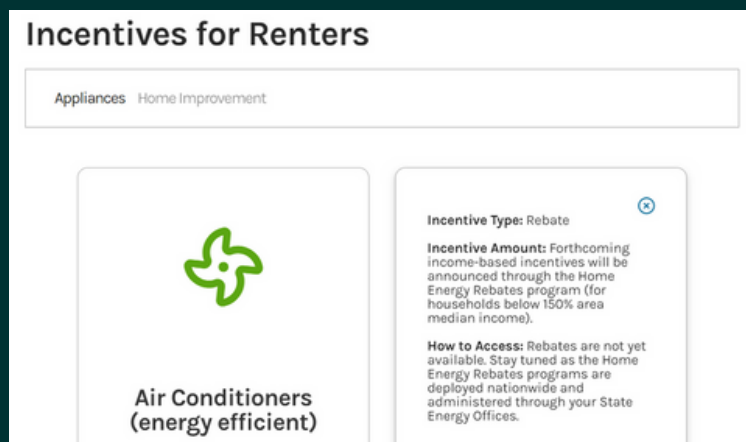 Incentives for Renters
Appliances Home Improvement
Air Conditioners
(energy efficient)
Incentive Type: Rebate
Incentive Amount: Forthcoming
income-based incentives will be
announced through the Home
Energy Rebates program (for
households below 150% area
median income).
How to Access: Rebates are not yet
available. Stay tuned as the Home
Energy Rebates programs are
deployed nationwide and
administered through your State
Energy Offices.